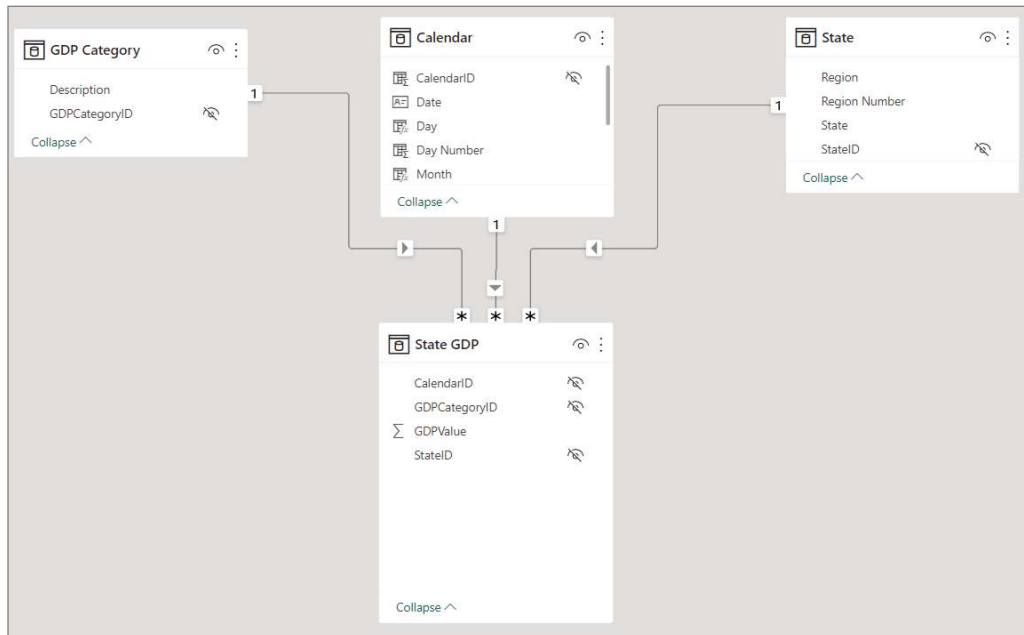 GDP Category
Description
GDPCategoryID
Collapse
1
Calendar
CalendarID
Date
Day
Day Number
Month
Collapse
1
State
Region
Region Number
State
StateID
Collapse
1
* * *
State GDP
CalendarID
GDPCategoryID
∑ GDPValue
StateID
Collapse